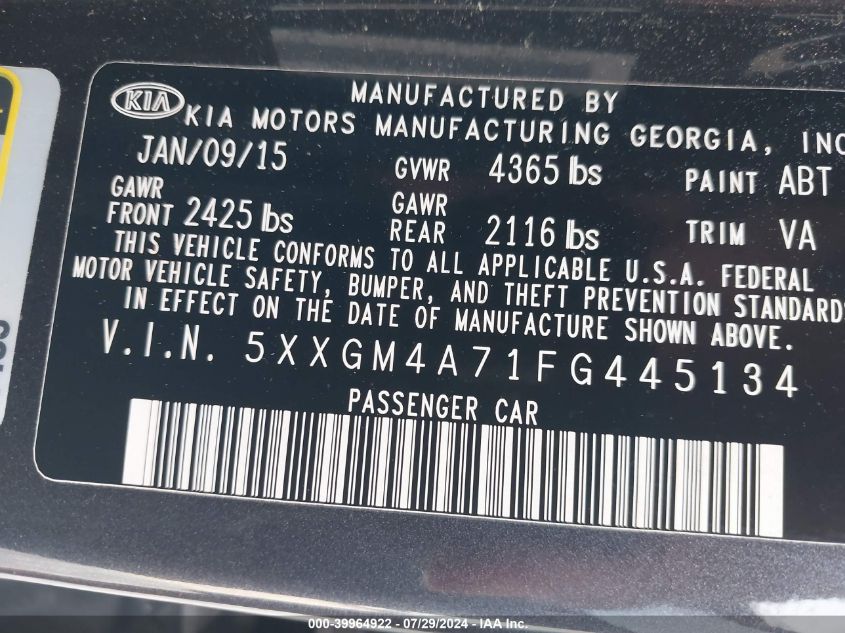 MANUFACTURED BY
KIA KIA MOTORS MANUFACTURING GEORGIA, INC
JAN/09/15 GVWR 4365 lbs PAINT ABT
GAWR FRONT 2425 lbs GAWR REAR 2116 lbs TRIM VA
THIS VEHICLE CONFORMS TO ALL APPLICABLE U.S.A. FEDERAL
MOTOR VEHICLE SAFETY, BUMPER, AND THEFT PREVENTION STANDARDS
IN EFFECT ON THE DATE OF MANUFACTURE SHOWN ABOVE.
V.I.N. 5XXGM4A71FG445134
PASSENGER CAR
000-39964922 - 07/29/2024 - IAA Inc.